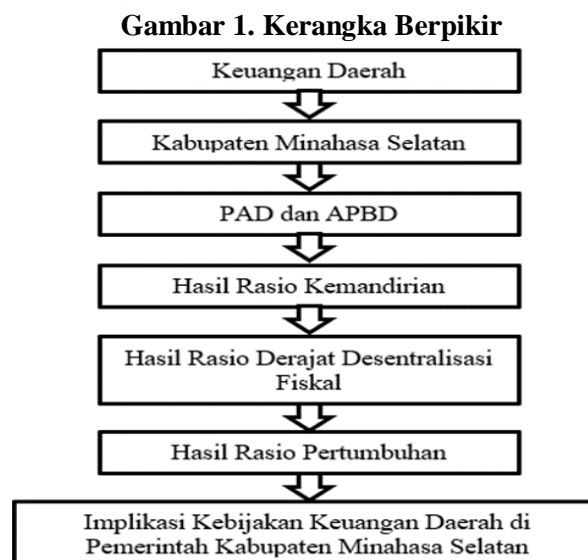 Gambar 1. Kerangka Berpikir
Keuangan Daerah
Kabupaten Minahasa Selatan
PAD dan APBD
Hasil Rasio Kemandirian
Hasil Rasio Derajat Desentralisasi
Fiskal
Hasil Rasio Pertumbuhan
Implikasi Kebijakan Keuangan Daerah di
Pemerintah Kabupaten Minahasa Selatan